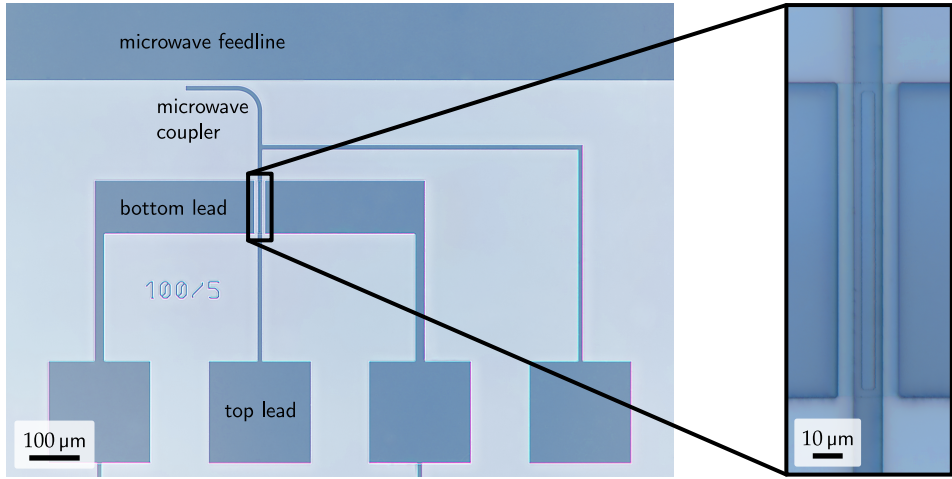 microwave feedline
microwave
coupler
bottom lead
100/5
top lead
100 µm
10 µm